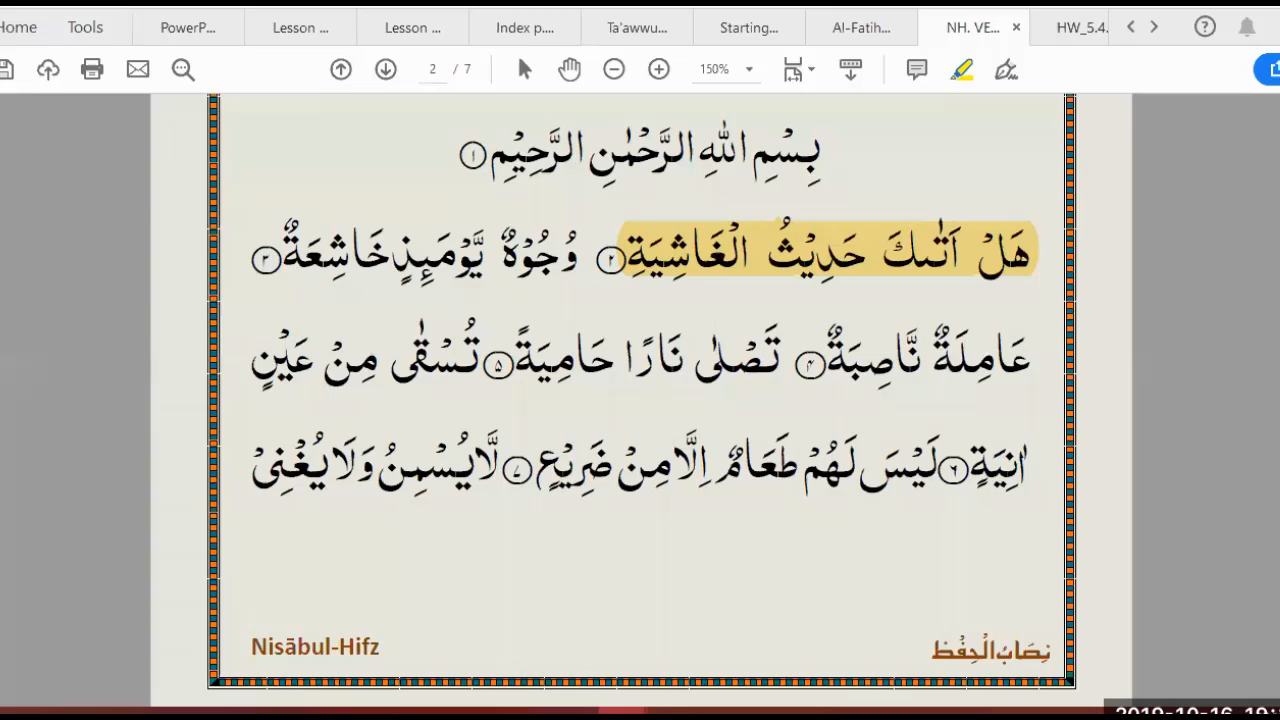 Home Tools PowerP... Lesson ... Lesson ... Index p.... Ta'awwu... Starting... Al-Fatih... NH. VE... × HW_5.4.
2 / 7 150%
بِسْمِ اللهِ الرَّحْمٰنِ الرَّحِيْمِ ①
هَلْ اَتٰىكَ حَدِيْثُ الْغَاشِيَةِ ② وُجُوْهٌ يَّوْمَئِذٍ خَاشِعَةٌ ③
عَامِلَةٌ نَّاصِبَةٌ ④ تَصْلٰى نَارًا حَامِيَةً ⑤ تُسْقٰى مِنْ عَيْنٍ
اٰنِيَةٍ ⑥ لَيْسَ لَهُمْ طَعَامٌ اِلَّا مِنْ ضَرِيْعٍ ⑦ لَّا يُسْمِنُ وَلَا يُغْنِيْ
Nisābul-Hifz نِصَابُ الْحِفْظ